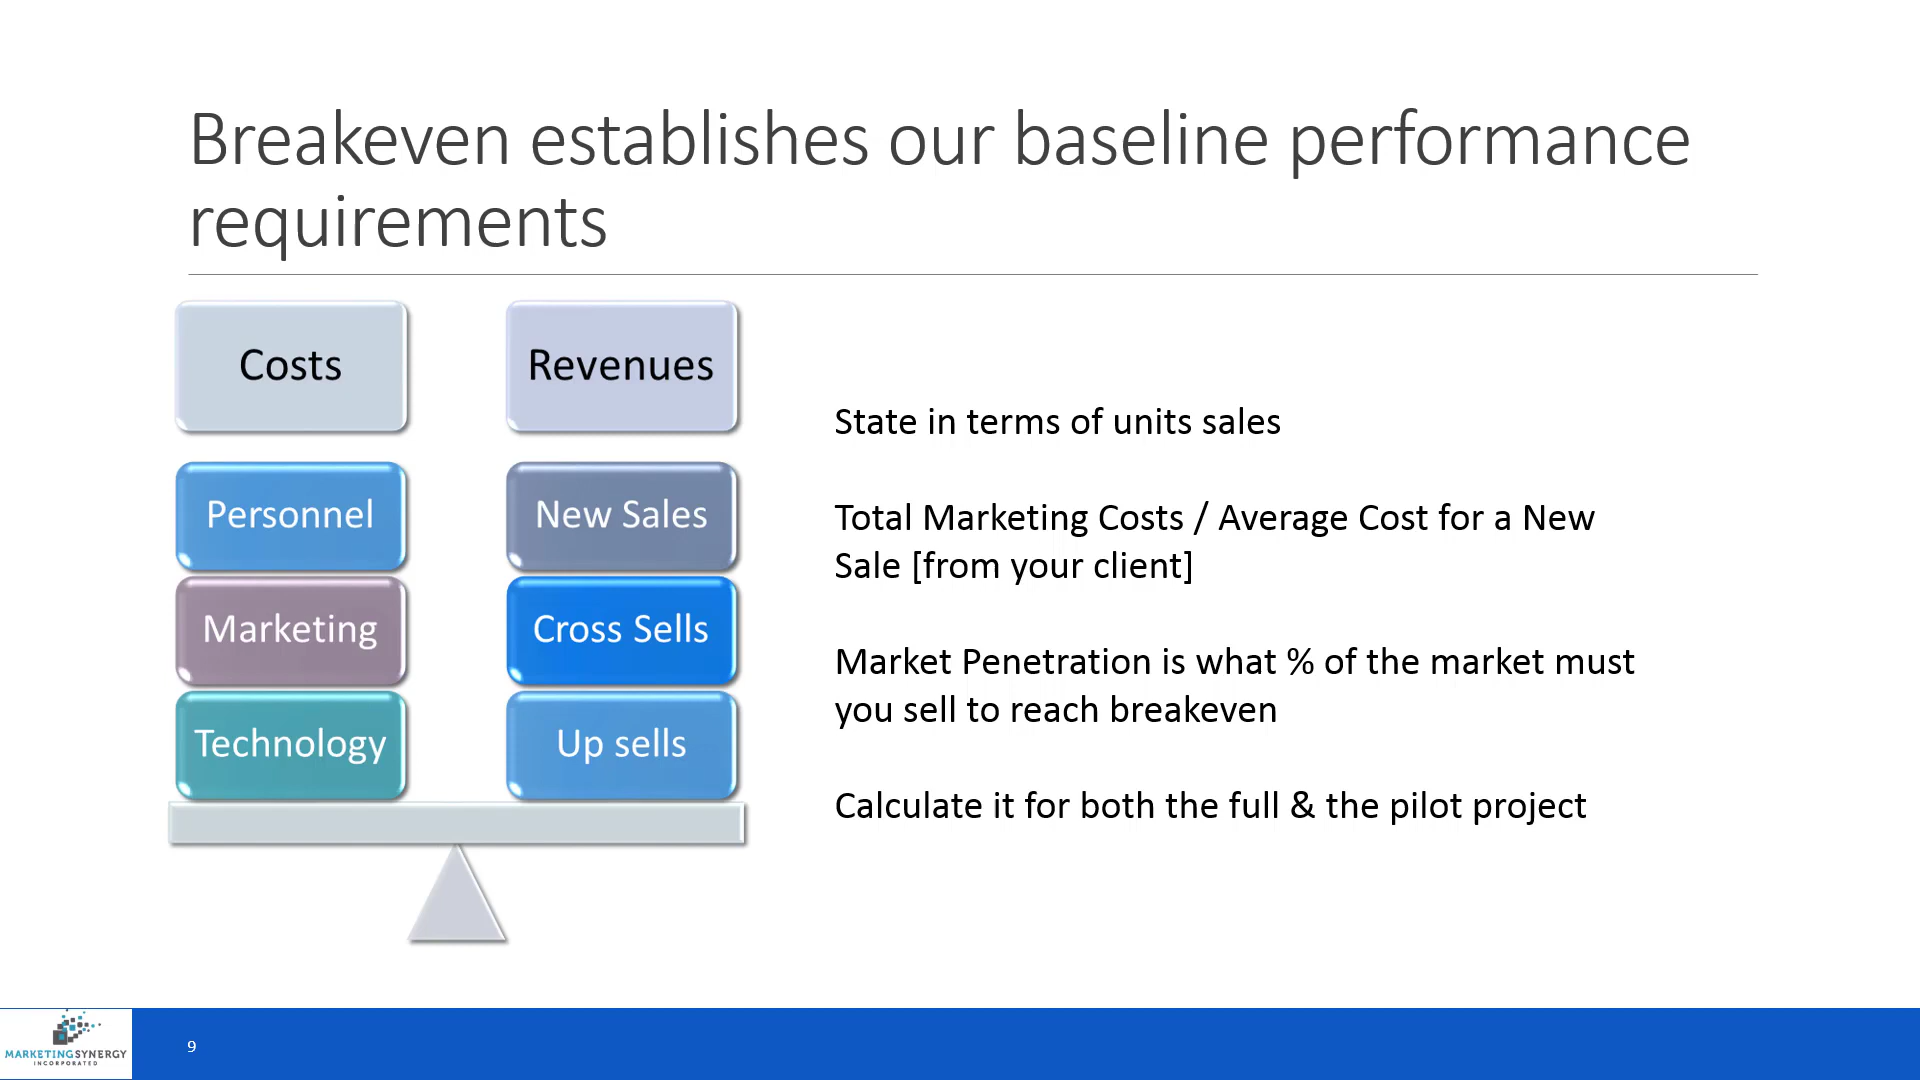 Breakeven establishes our baseline performance
requirements
Costs
Revenues
Personnel
New Sales
Marketing
Cross Sells
Technology
Up sells
State in terms of units sales
Total Marketing Costs / Average Cost for a New
Sale [from your client]
Market Penetration is what % of the market must
you sell to reach breakeven
Calculate it for both the full & the pilot project
MARKETINGSYNERGY
INCORPORATED
9